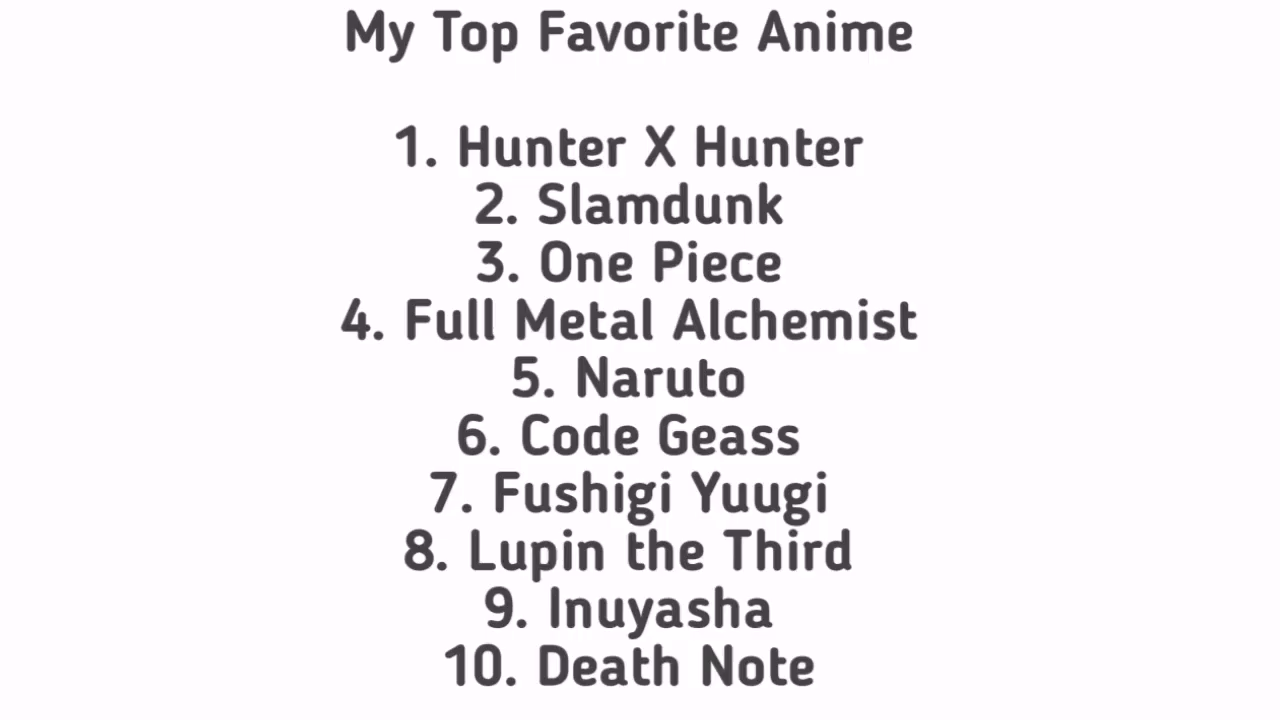 My Top Favorite Anime
1. Hunter X Hunter
2. Slamdunk
3. One Piece
4. Full Metal Alchemist
5. Naruto
6. Code Geass
7. Fushigi Yuugi
8. Lupin the Third
9. Inuyasha
10. Death Note